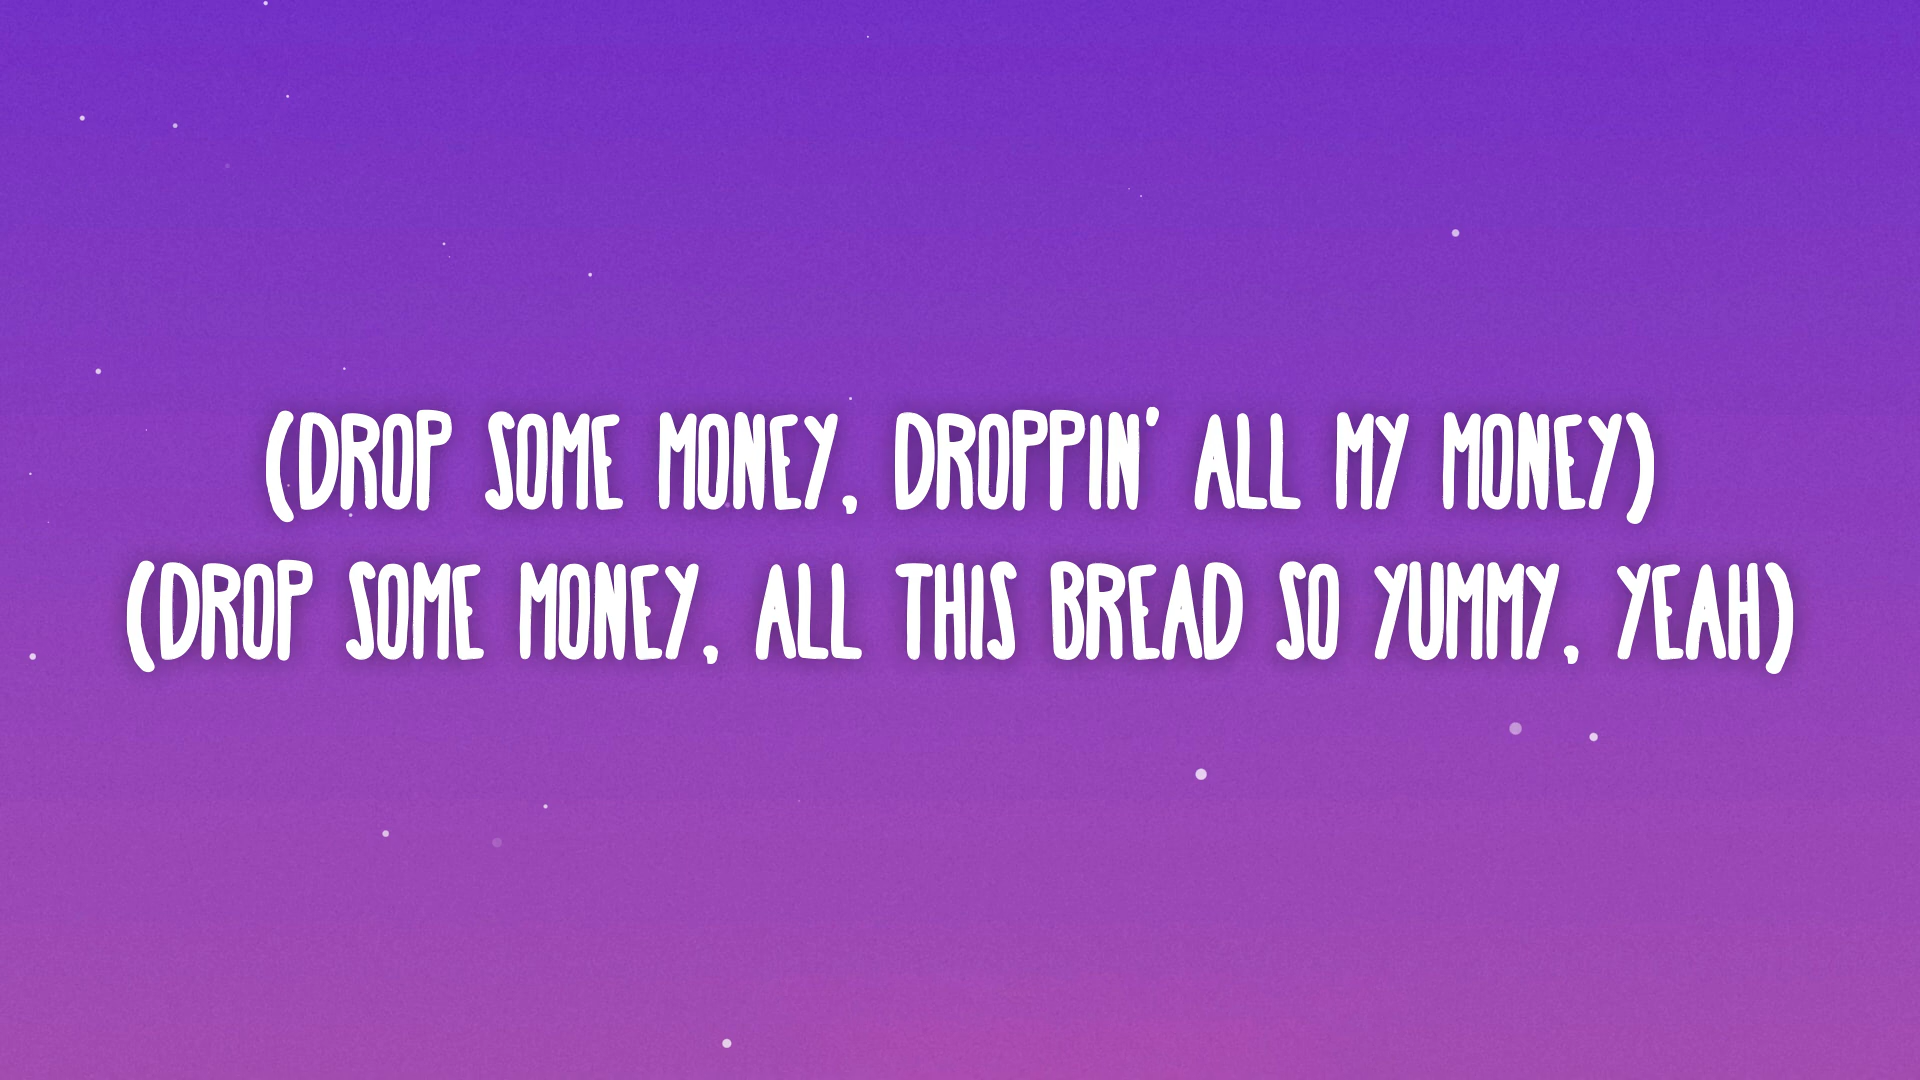 (DROP SOME MONEY, DROPPIN' ALL MY MONEY)
(DROP SOME MONEY, ALL THIS BREAD SO YUMMY, YEAH)